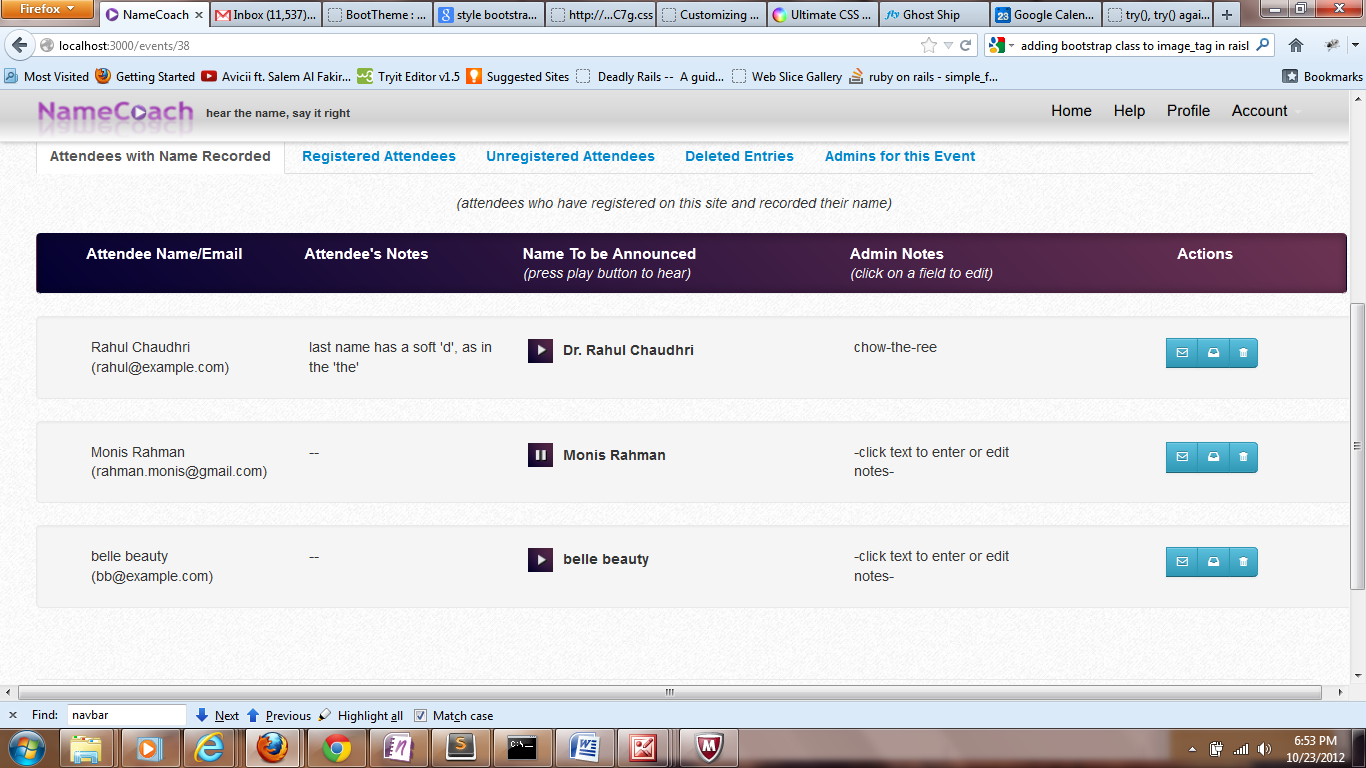 Firefox
NameCoach
Inbox (11,537)...
BootTheme : ...
style bootstra...
http://...C7g.css
Customizing ...
Ultimate CSS ...
Ghost Ship
Google Calen...
try(), try() agai...
localhost:3000/events/38
adding bootstrap class to image_tag in raisl
Most Visited
Getting Started
Avicii ft. Salem Al Fakir...
Tryit Editor v1.5
Suggested Sites
Deadly Rails -- A guid...
Web Slice Gallery
ruby on rails - simple_f...
Bookmarks
NameCoach
hear the name, say it right
Home
Help
Profile
Account
Attendees with Name Recorded
Registered Attendees
Unregistered Attendees
Deleted Entries
Admins for this Event
(attendees who have registered on this site and recorded their name)
Attendee Name/Email
Attendee's Notes
Name To be Announced
(press play button to hear)
Admin Notes
(click on a field to edit)
Actions
Rahul Chaudhri
(rahul@example.com)
last name has a soft 'd', as in
the 'the'
Dr. Rahul Chaudhri
chow-the-ree
Monis Rahman
(rahman.monis@gmail.com)
--
Monis Rahman
-click text to enter or edit
notes-
belle beauty
(bb@example.com)
--
belle beauty
-click text to enter or edit
notes-
Find:
navbar
Next
Previous
Highlight all
Match case
6:53 PM
10/23/2012